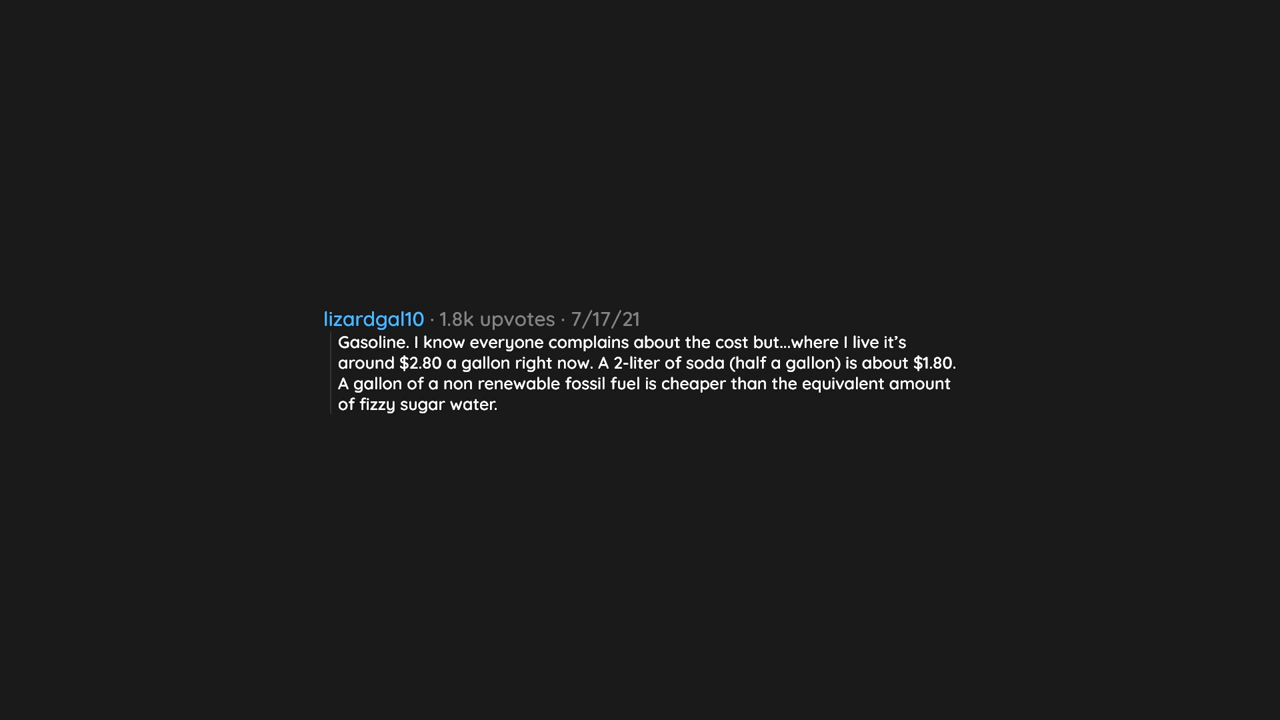 lizardgal10 · 1.8k upvotes · 7/17/21
Gasoline. I know everyone complains about the cost but...where I live it’s
around $2.80 a gallon right now. A 2-liter of soda (half a gallon) is about $1.80.
A gallon of a non renewable fossil fuel is cheaper than the equivalent amount
of fizzy sugar water.